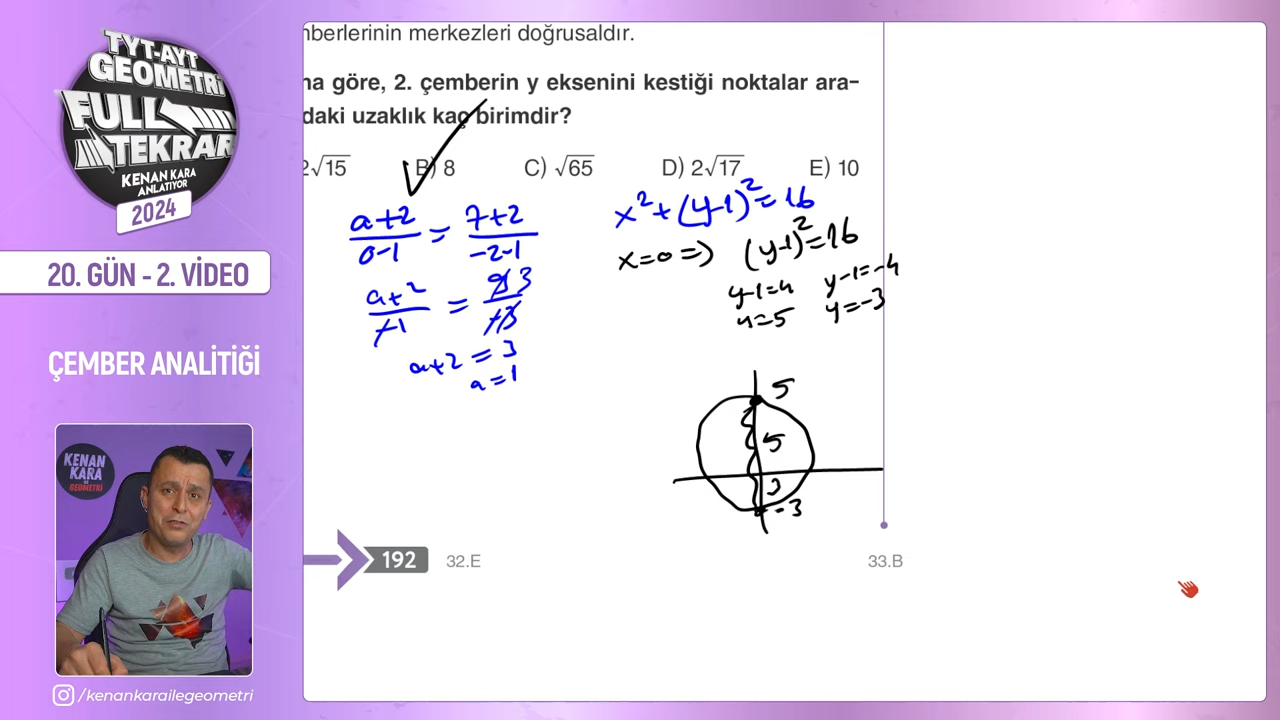 TYT-AYT
GEOMETRİ
FULL
TEKRAR
KENAN KARA
ANLATIYOR
2024
20. GÜN - 2. VİDEO
ÇEMBER ANALİTİĞİ
KENAN
KARA
ile
GEOMETRİ
/kenankarailegeometri
mberlerinin merkezleri doğrusaldır.
na göre, 2. çemberin y eksenini kestiği noktalar ara-
daki uzaklık kaç birimdir?
2√15 B) 8 C) √65 D) 2√17 E) 10
a+2/0-1 = 7+2/-2-1
a+2/-1 = 93/-3
a+2 = 3
a=1
x²+(y-1)²=16
x=0 => (y-1)²=16
y-1=4 y-1=-4
y=5 y=-3
5
5
3
-3
192 32.E 33.B